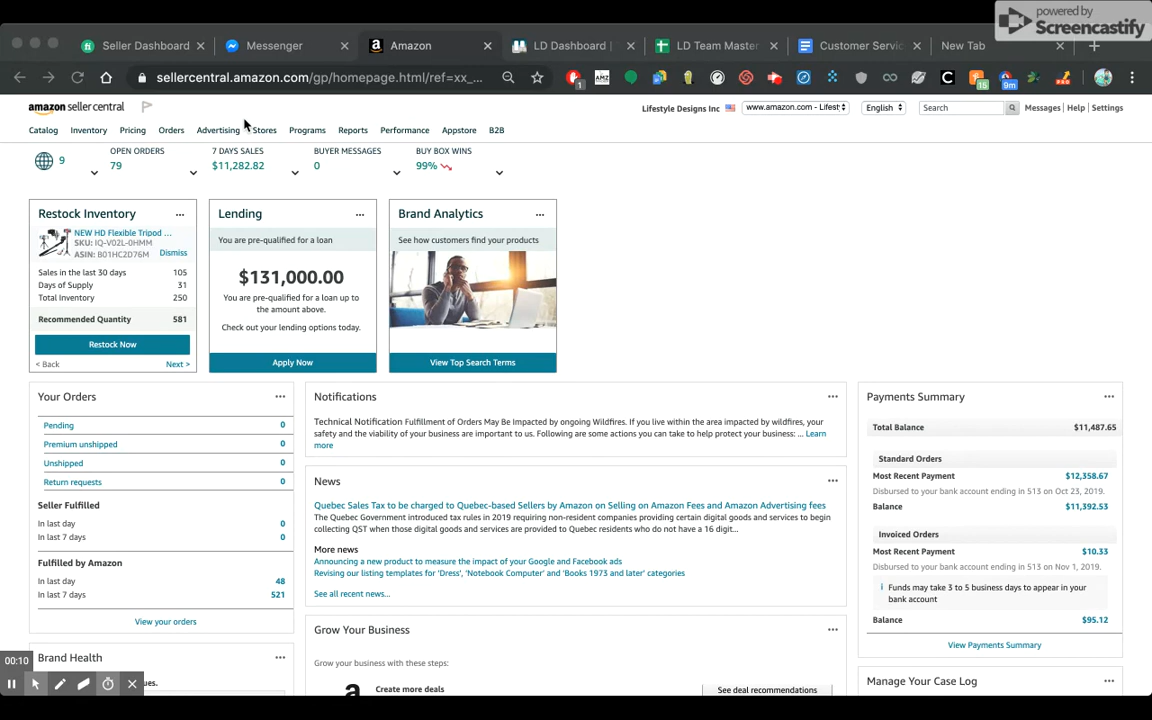 powered by
Screencastify
Seller Dashboard
Messenger
Amazon
LD Dashboard |
LD Team Master
Customer Servic
New Tab
sellercentral.amazon.com/gp/homepage.html/ref=xx_...
1
AMZ
15
9m
amazon seller central
Lifestyle Designs Inc
www.amazon.com - Lifest
English
Search
Messages | Help | Settings
Catalog Inventory Pricing Orders Advertising Stores Programs Reports Performance Appstore B2B
9
OPEN ORDERS
79
7 DAYS SALES
$11,282.82
BUYER MESSAGES
0
BUY BOX WINS
99%
Restock Inventory
NEW HD Flexible Tripod ...
SKU: IQ-V02L-0HMM
ASIN: B01HC2D76M Dismiss
Sales in the last 30 days 105
Days of Supply 31
Total Inventory 250
Recommended Quantity 581
Restock Now
< Back Next >
Lending
You are pre-qualified for a loan
$131,000.00
You are pre-qualified for a loan up to
the amount above.
Check out your lending options today.
Apply Now
Brand Analytics
See how customers find your products
View Top Search Terms
Your Orders
Pending 0
Premium unshipped 0
Unshipped 0
Return requests 0
Seller Fulfilled
In last day 0
In last 7 days 0
Fulfilled by Amazon
In last day 48
In last 7 days 521
View your orders
Brand Health
ues.
00:10
Notifications
Technical Notification Fulfillment of Orders May Be Impacted by ongoing Wildfires. If you live within the area impacted by wildfires, your
safety and the viability of your business are important to us. Following are some actions you can take to help protect your business: ... Learn
more
News
Quebec Sales Tax to be charged to Quebec-based Sellers by Amazon on Selling on Amazon Fees and Amazon Advertising fees
The Quebec Government introduced tax rules in 2019 requiring non-resident companies providing certain digital goods and services to begin
collecting QST when those digital goods and services are provided to Quebec residents who do not have a 16 digit...
More news
Announcing a new product to measure the impact of your Google and Facebook ads
Revising our listing templates for 'Dress', 'Notebook Computer' and 'Books 1973 and later' categories
See all recent news...
Grow Your Business
Grow your business with these steps:
Create more deals
See deal recommendations
Payments Summary
Total Balance $11,487.65
Standard Orders
Most Recent Payment $12,358.67
Disbursed to your bank account ending in 513 on Oct 23, 2019.
Balance $11,392.53
Invoiced Orders
Most Recent Payment $10.33
Disbursed to your bank account ending in 513 on Nov 1, 2019.
Funds may take 3 to 5 business days to appear in your
bank account
Balance $95.12
View Payments Summary
Manage Your Case Log